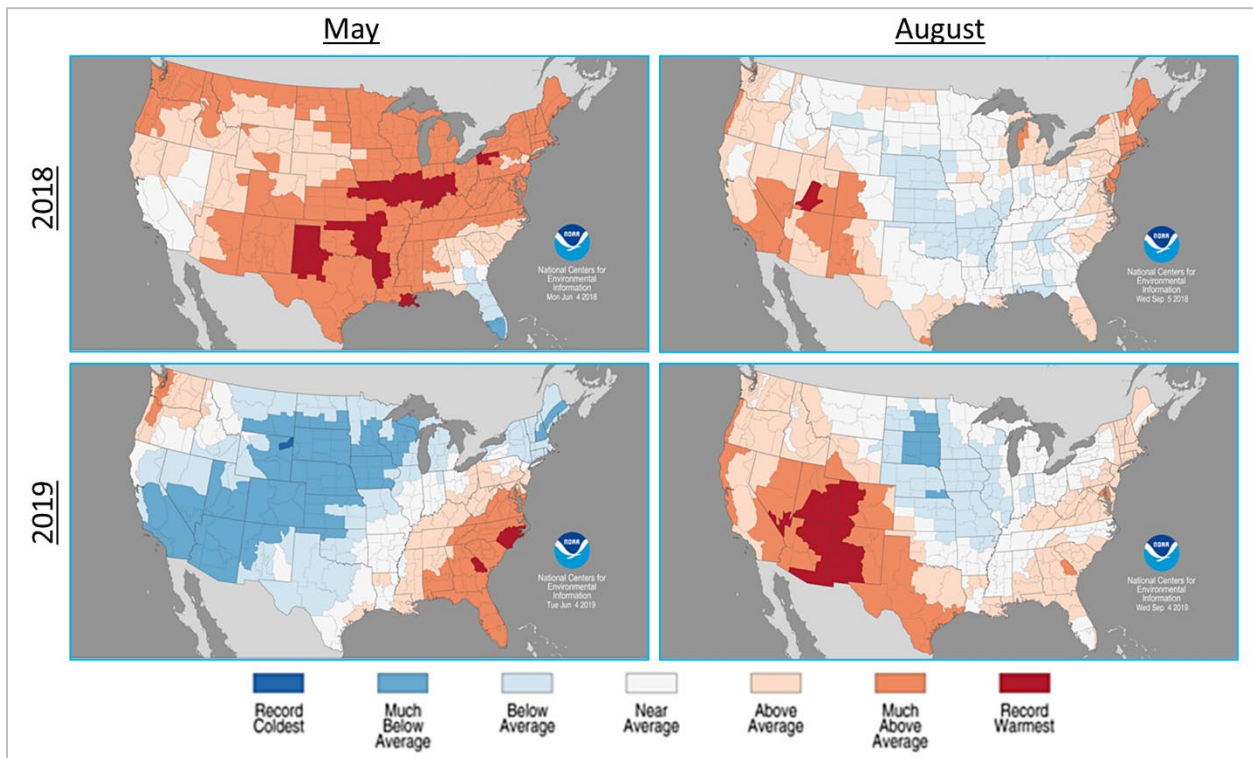 May
August
2018
NOAA
National Centers for
Environmental
Information
Mon Jun 4 2018
NOAA
National Centers for
Environmental
Information
Wed Sep 5 2018
2019
NOAA
National Centers for
Environmental
Information
Tue Jun 4 2019
NOAA
National Centers for
Environmental
Information
Wed Sep 4 2019
Record
Coldest
Much
Below
Average
Below
Average
Near
Average
Above
Average
Much
Above
Average
Record
Warmest